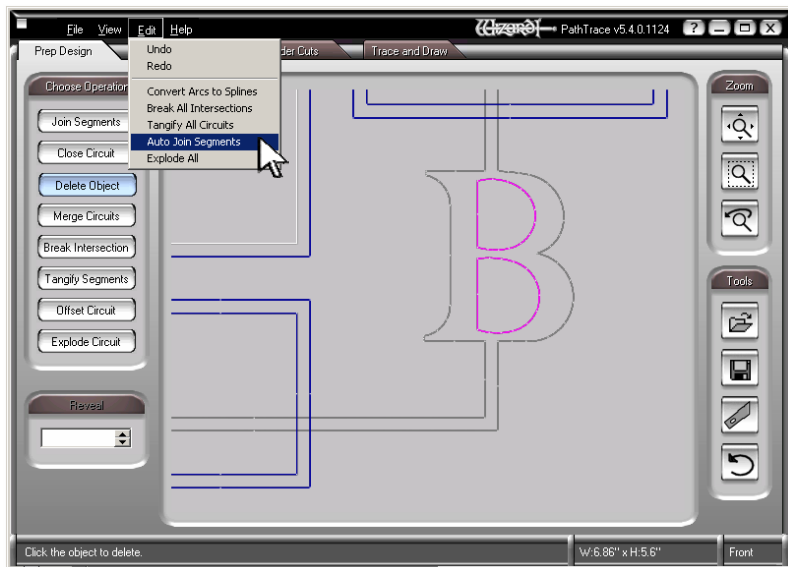 File View Edit Help
Wizard PathTrace v5.4.0.1124
Prep Design
der Cuts
Trace and Draw
Undo
Redo
Convert Arcs to Splines
Break All Intersections
Tangify All Circuits
Auto Join Segments
Explode All
Choose Operation
Join Segments
Close Circuit
Delete Object
Merge Circuits
Break Intersection
Tangify Segments
Offset Circuit
Explode Circuit
Reveal
B
Zoom
Tools
Click the object to delete.
W:6.86" x H:5.6"
Front